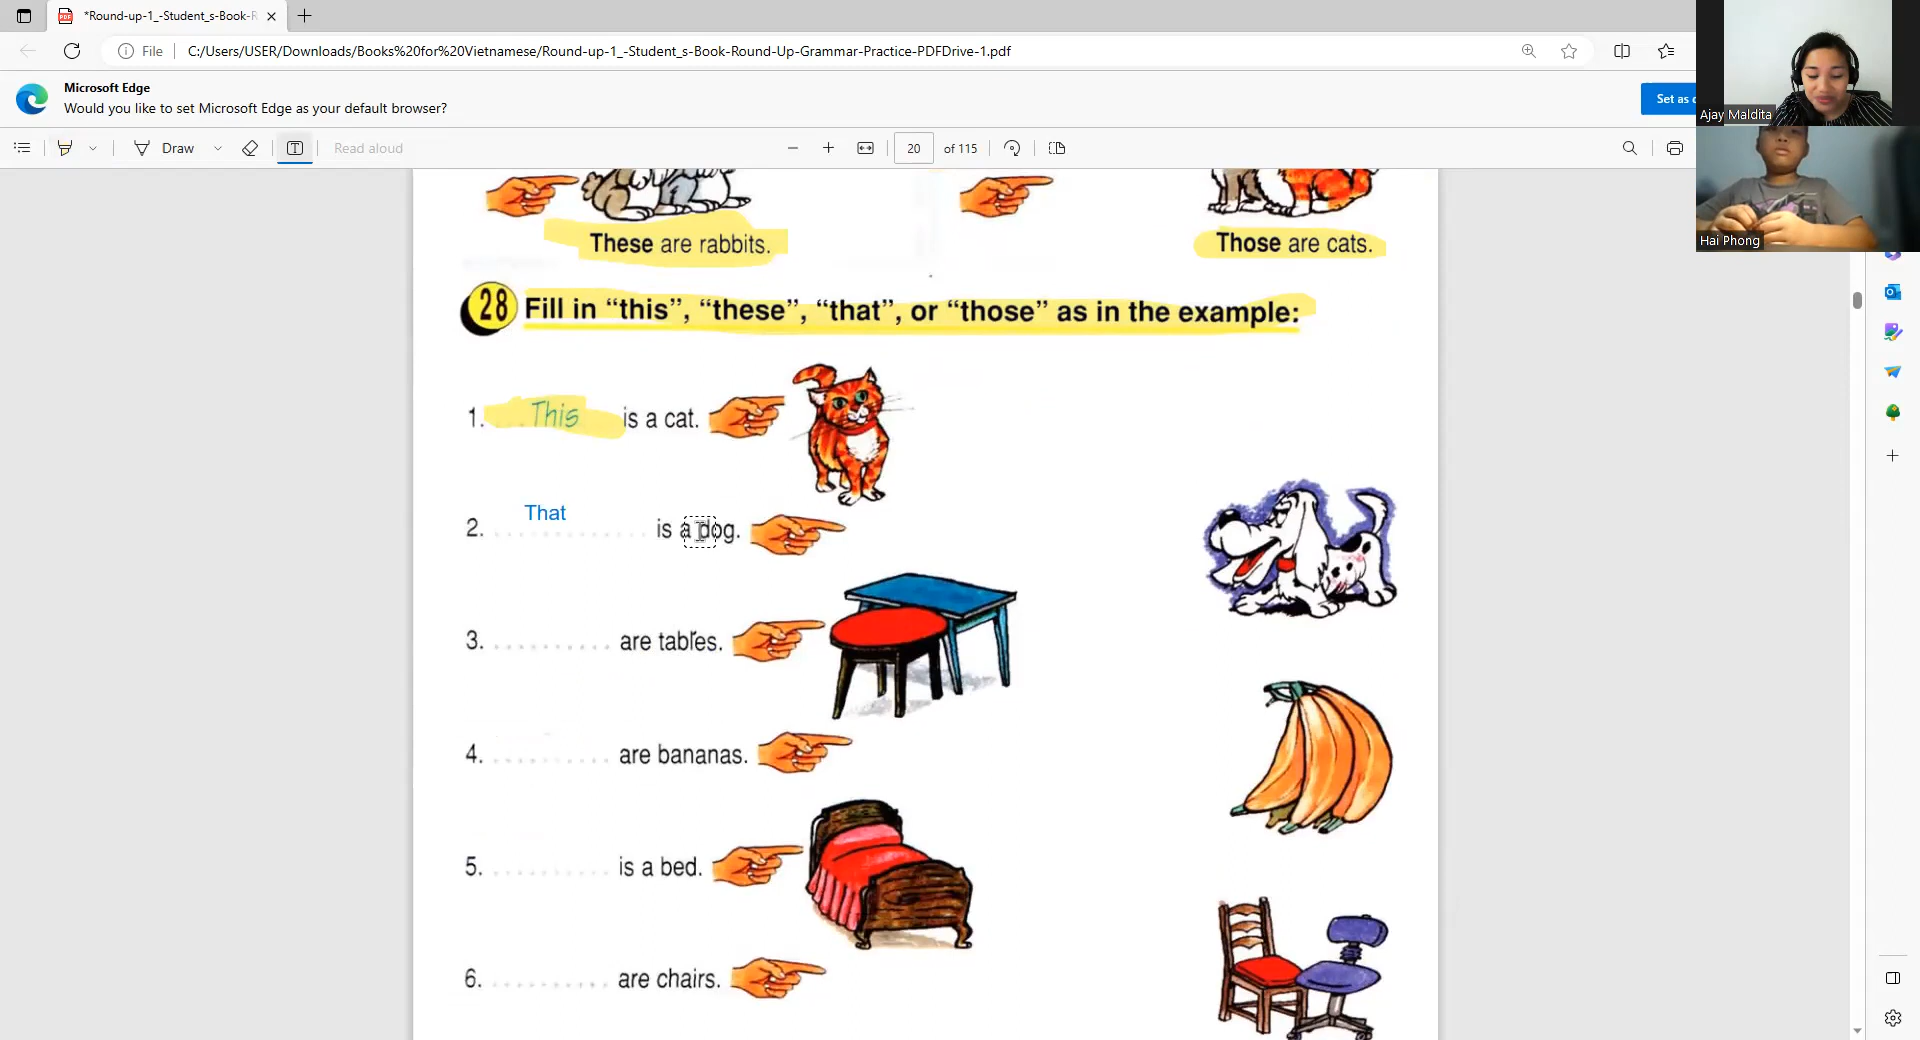 *Round-up-1_-Student_s-Book-R
File
C:/Users/USER/Downloads/Books%20for%20Vietnamese/Round-up-1_-Student_s-Book-Round-Up-Grammar-Practice-PDFDrive-1.pdf
Microsoft Edge
Would you like to set Microsoft Edge as your default browser?
Set as
Ajay Maldita
Draw
Read aloud
20 of 115
Hai Phong
These are rabbits.
Those are cats.
28 Fill in “this”, “these”, “that”, or “those” as in the example:
1. This is a cat.
That
2. .............. is a dog.
3. .......... are tables.
4. .......... are bananas.
5. .......... is a bed.
6. .......... are chairs.